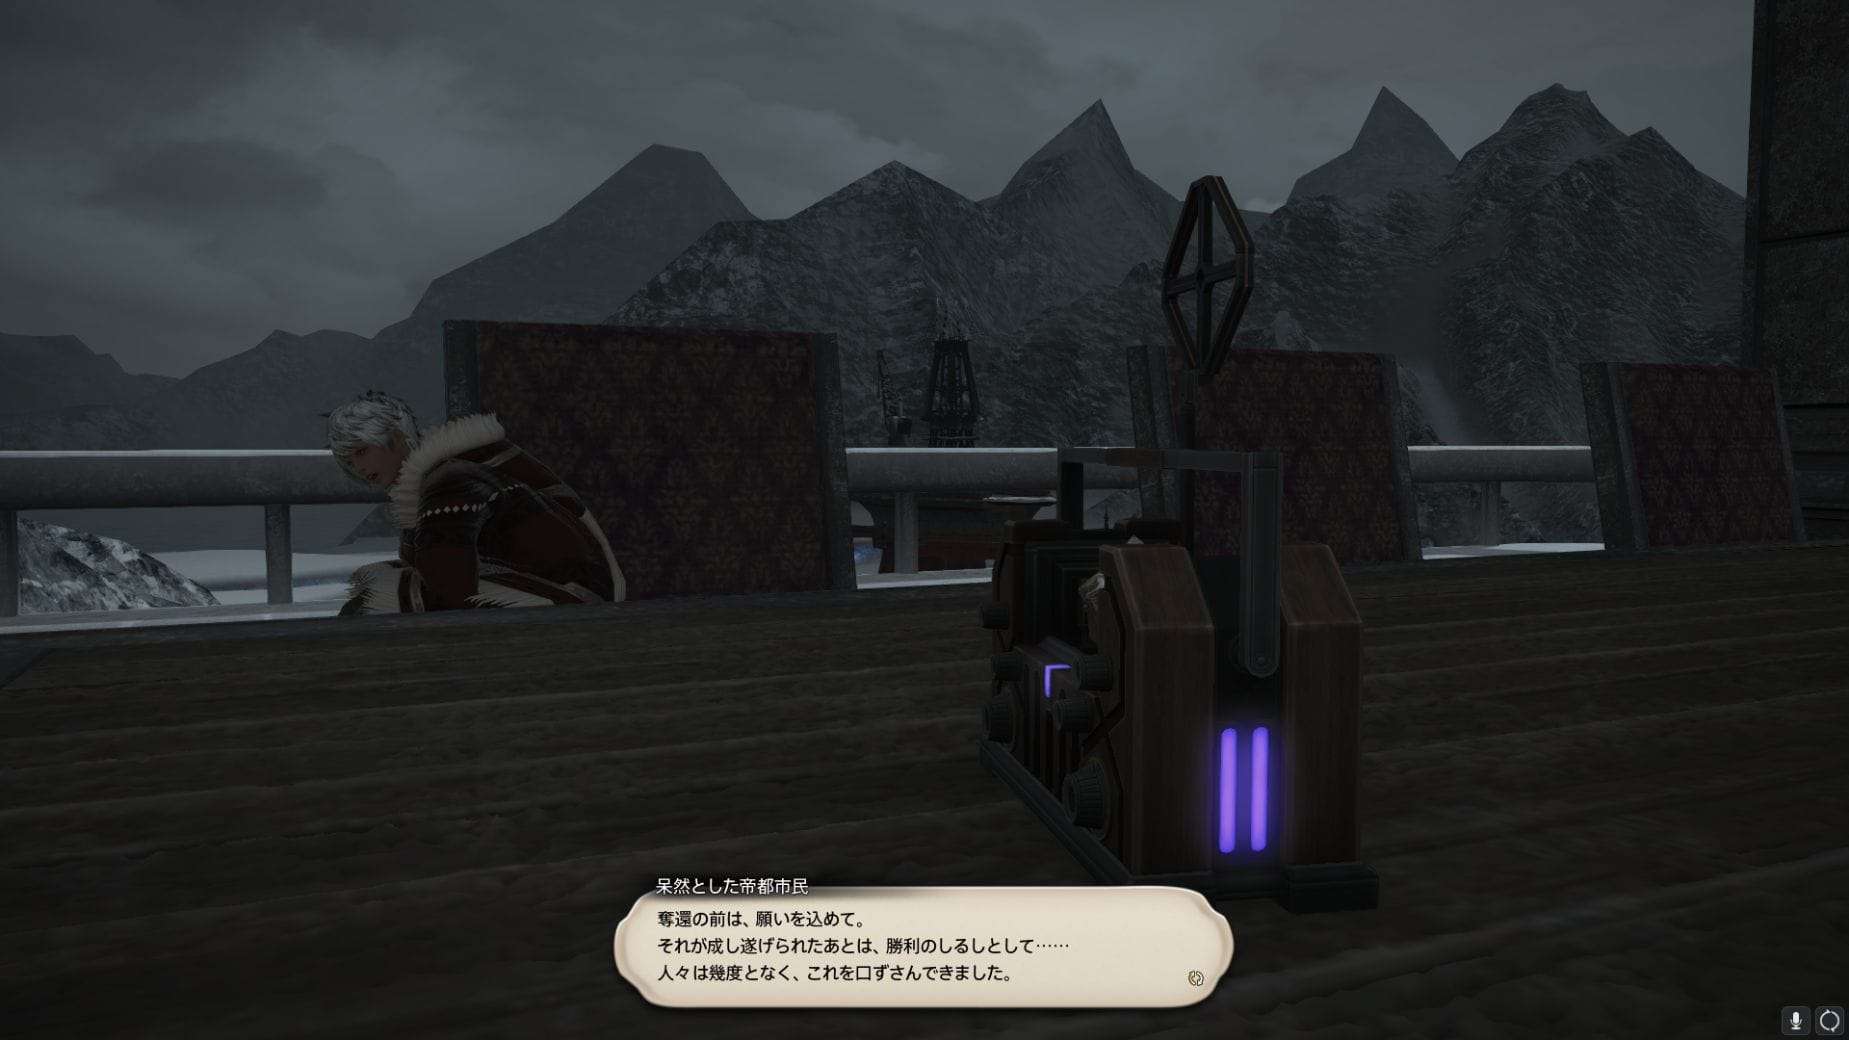 呆然とした帝都市民
奪還の前は、願いを込めて。
それが成し遂げられたあとは、勝利のしるしとして……
人々は幾度となく、これを口ずさんできました。